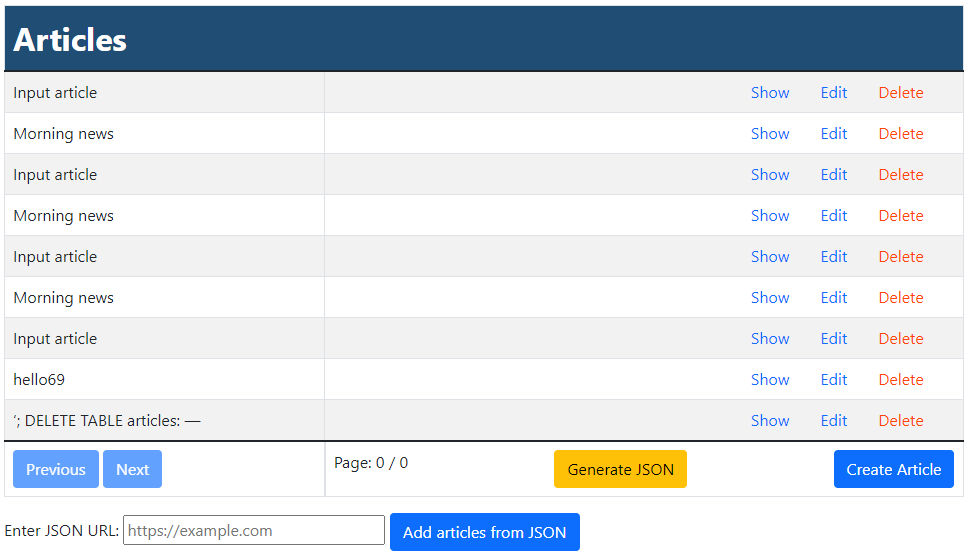 Articles
Input article Show Edit Delete
Morning news Show Edit Delete
Input article Show Edit Delete
Morning news Show Edit Delete
Input article Show Edit Delete
Morning news Show Edit Delete
Input article Show Edit Delete
hello69 Show Edit Delete
‘; DELETE TABLE articles: — Show Edit Delete
Previous Next Page: 0 / 0 Generate JSON Create Article
Enter JSON URL: https://example.com Add articles from JSON